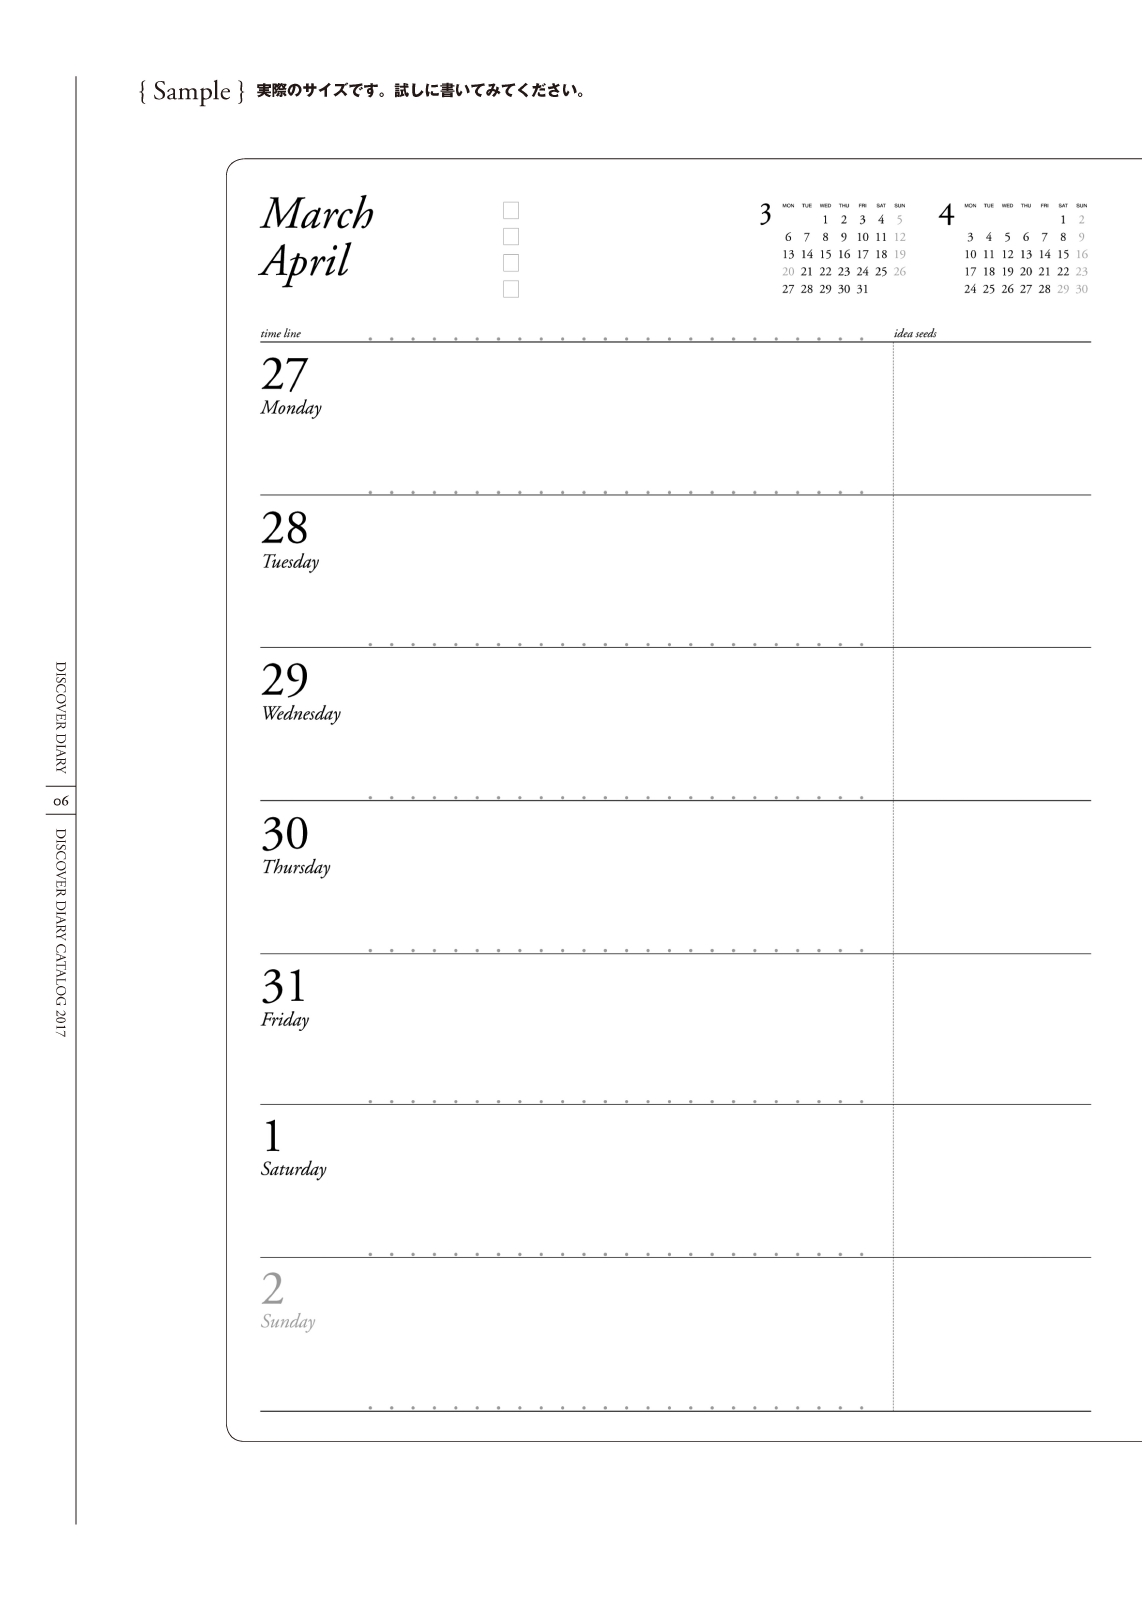 { Sample } 実際のサイズです。試しに書いてみてください。
March
April
3
MON TUE WED THU FRI SAT SUN
1 2 3 4 5
6 7 8 9 10 11 12
13 14 15 16 17 18 19
20 21 22 23 24 25 26
27 28 29 30 31
4
MON TUE WED THU FRI SAT SUN
1 2
3 4 5 6 7 8 9
10 11 12 13 14 15 16
17 18 19 20 21 22 23
24 25 26 27 28 29 30
time line
idea seeds
27
Monday
28
Tuesday
29
Wednesday
30
Thursday
31
Friday
1
Saturday
2
Sunday
DISCOVER DIARY
06
DISCOVER DIARY CATALOG 2017